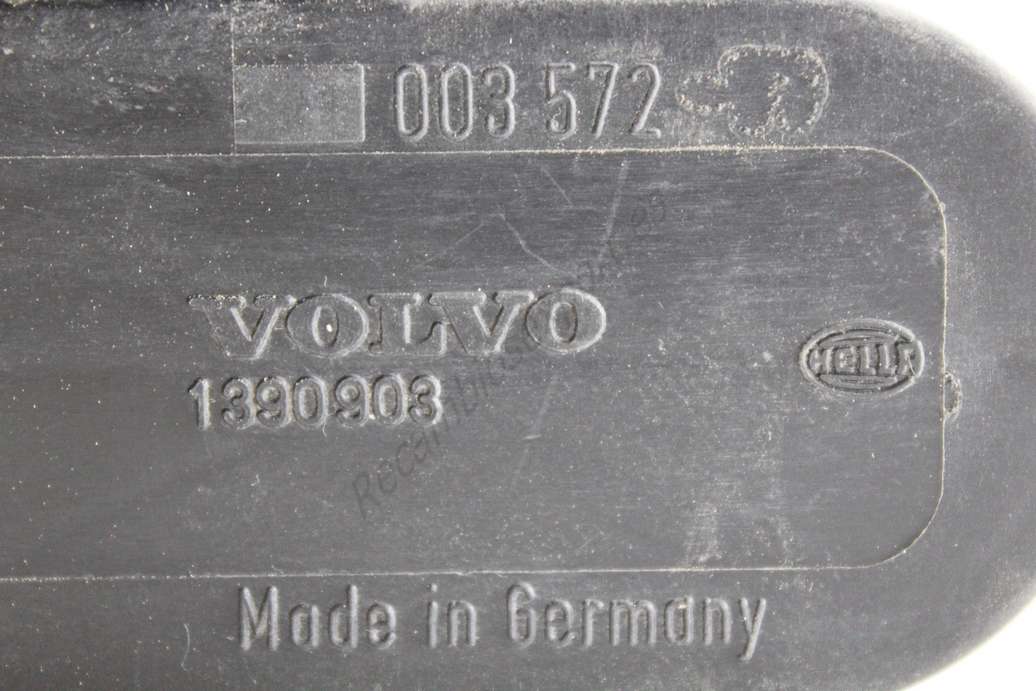 003 572
VOLVO
HELLA
1390903
Made in Germany